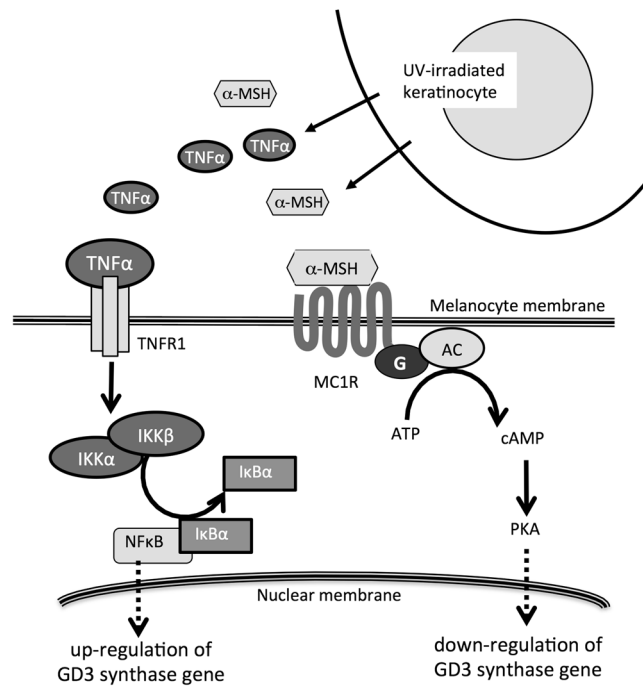 UV-irradiated
keratinocyte
α-MSH
TNFα
TNFα
TNFα
α-MSH
TNFα
α-MSH
Melanocyte membrane
TNFR1
MC1R
G
AC
ATP
cAMP
IKKβ
IKKα
IκBα
IκBα
NFκB
PKA
Nuclear membrane
up-regulation of
GD3 synthase gene
down-regulation of
GD3 synthase gene